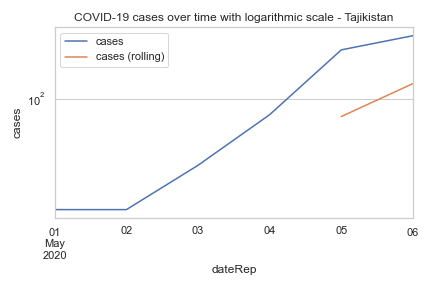 COVID-19 cases over time with logarithmic scale - Tajikistan
cases
cases (rolling)
10²
cases
01 02 03 04 05 06
May
2020
dateRep